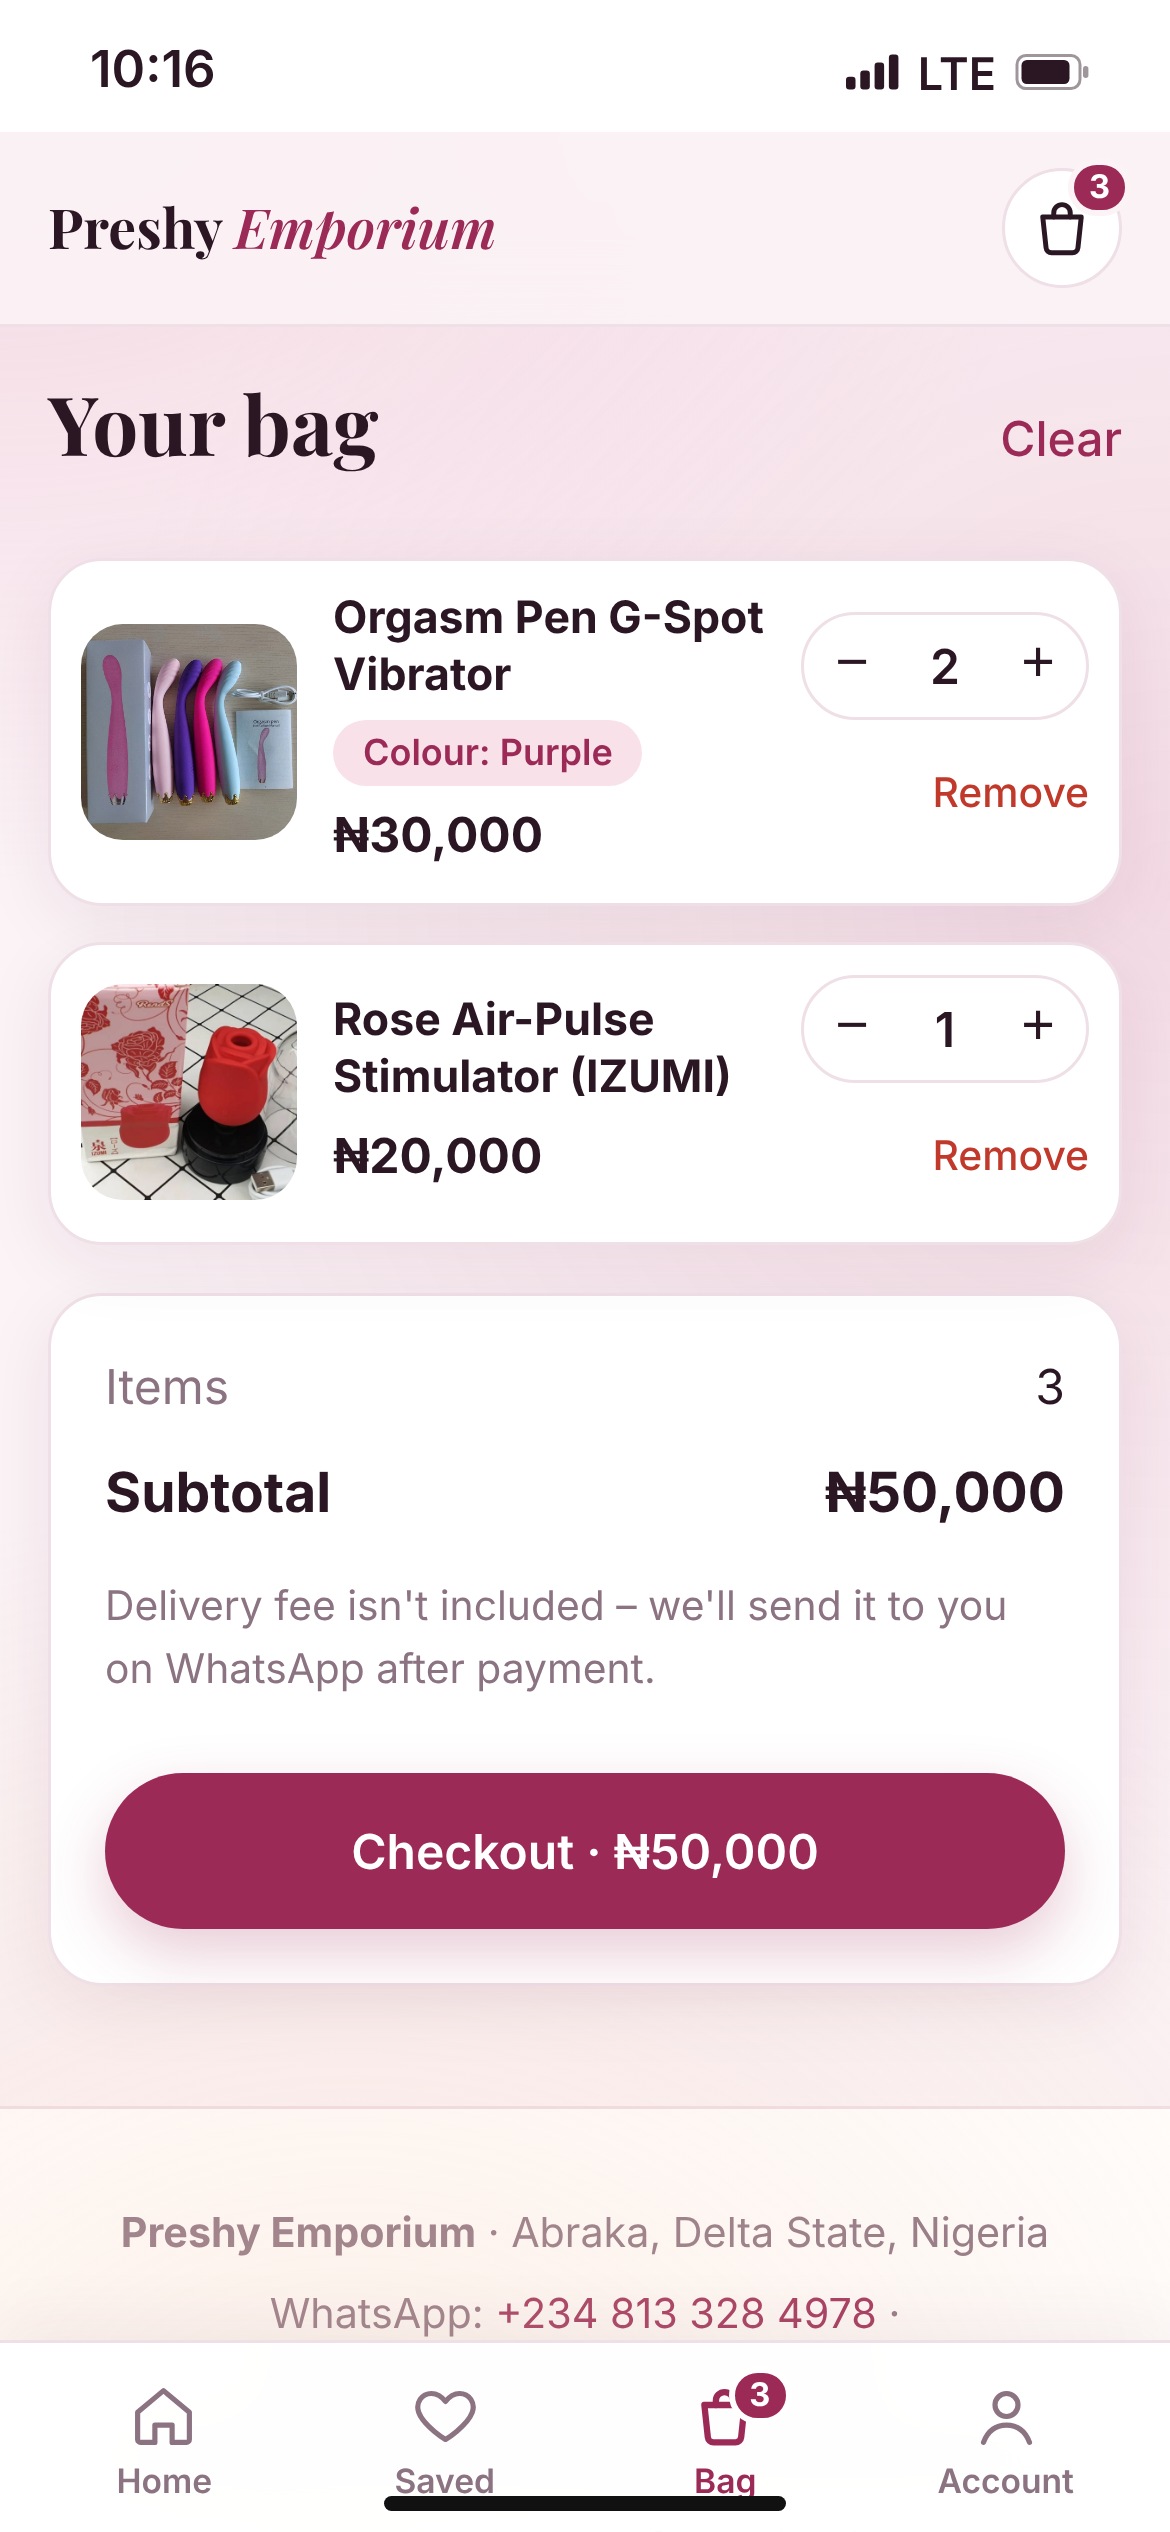 10:16
LTE
Preshy Emporium
3
Your bag
Clear
Orgasm Pen G-Spot
Vibrator
Colour: Purple
₦30,000
− 2 +
Remove
Rose Air-Pulse
Stimulator (IZUMI)
₦20,000
− 1 +
Remove
Items 3
Subtotal ₦50,000
Delivery fee isn't included – we'll send it to you
on WhatsApp after payment.
Checkout · ₦50,000
Preshy Emporium · Abraka, Delta State, Nigeria
WhatsApp: +234 813 328 4978 ·
3
Home
Saved
Bag
Account